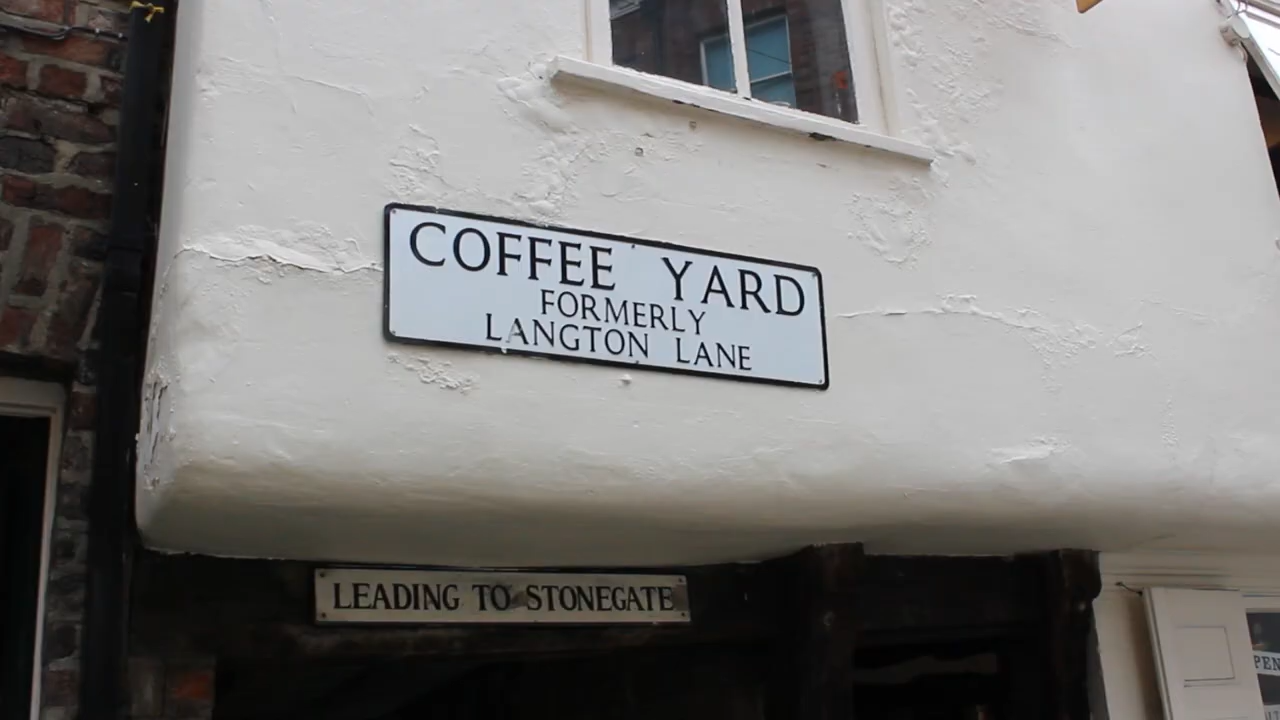 COFFEE YARD
FORMERLY
LANGTON LANE
LEADING TO STONEGATE